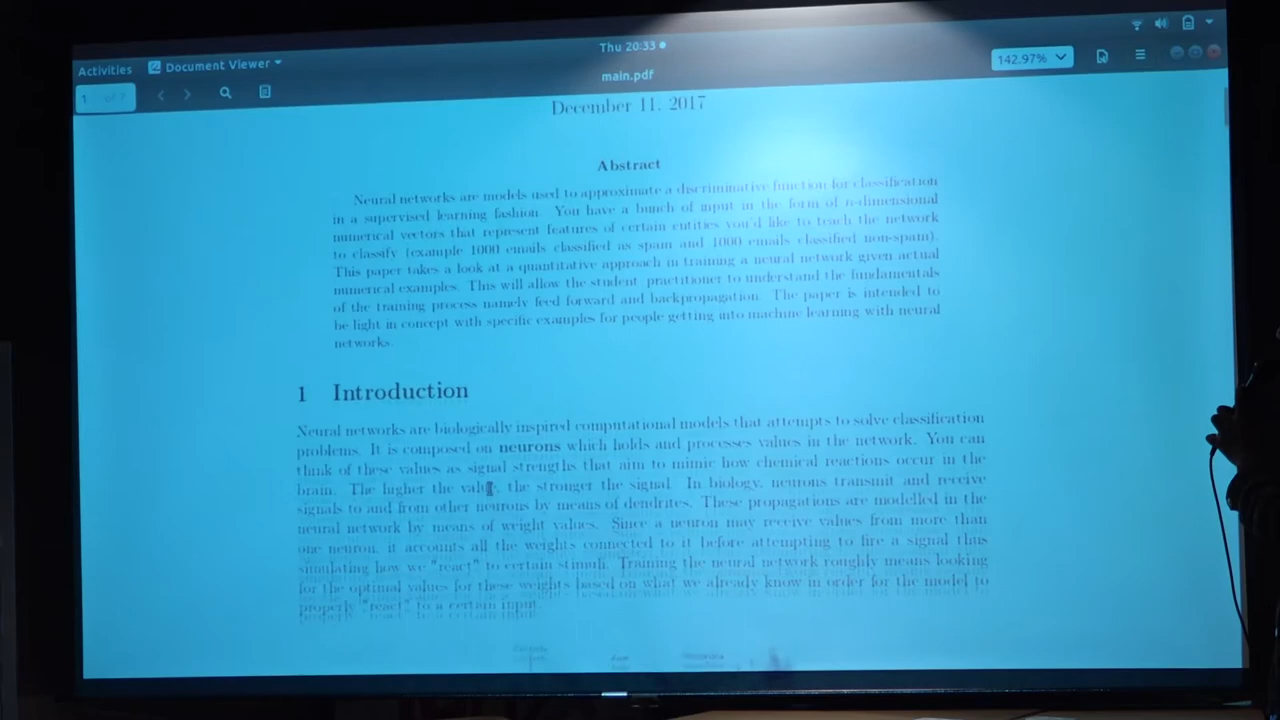 Thu 20:33
Activities
Document Viewer
142.97%
main.pdf
1 of 7
December 11, 2017
Abstract
Neural networks are models used to approximate a discriminative function for classification
in a supervised learning fashion. You have a bunch of input in the form of n-dimensional
numerical vectors that represent features of certain entities you'd like to teach the network
to classify (example 1000 emails classified as spam and 1000 emails classified non-spam).
This paper takes a look at a quantitative approach in training a neural network given actual
numerical examples. This will allow the student practitioner to understand the fundamentals
of the training process namely feed forward and backpropagation. The paper is intended to
be light in concept with specific examples for people getting into machine learning with neural
networks.
1 Introduction
Neural networks are biologically inspired computational models that attempts to solve classification
problems. It is composed on neurons which holds and processes values in the network. You can
think of these values as signal strengths that aim to mimic how chemical reactions occur in the
brain. The higher the value, the stronger the signal. In biology, neurons transmit and receive
signals to and from other neurons by means of dendrites. These propagations are modelled in the
neural network by means of weight values. Since a neuron may receive values from more than
one neuron, it accounts all the weights connected to it before attempting to fire a signal thus
simulating how we "react" to certain stimuli. Training the neural network roughly means looking
for the optimal values for these weights based on what we already know in order for the model to
properly "react" to a certain input.